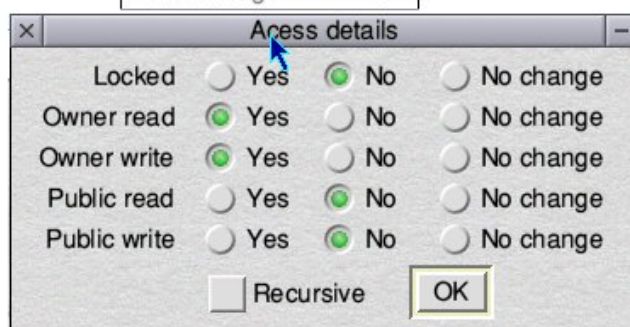 Acess details
Locked Yes No No change
Owner read Yes No No change
Owner write Yes No No change
Public read Yes No No change
Public write Yes No No change
Recursive OK